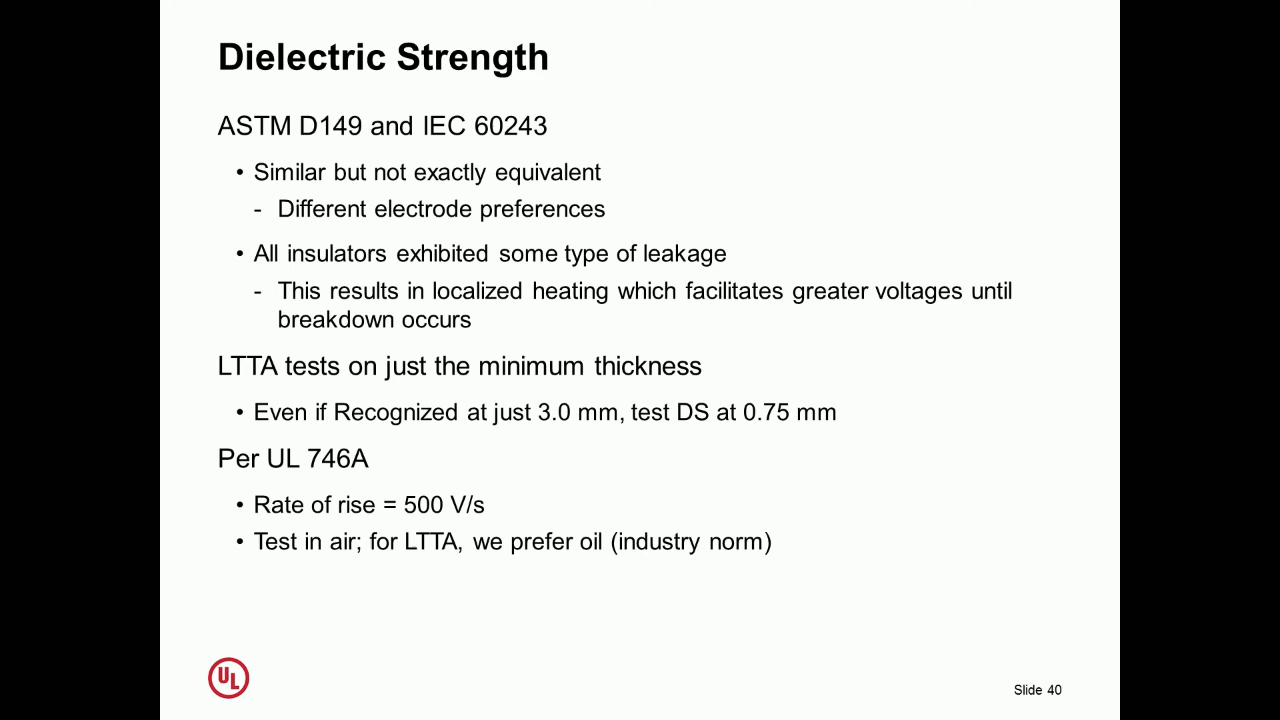 Dielectric Strength
ASTM D149 and IEC 60243
• Similar but not exactly equivalent
- Different electrode preferences
• All insulators exhibited some type of leakage
- This results in localized heating which facilitates greater voltages until
breakdown occurs
LTTA tests on just the minimum thickness
• Even if Recognized at just 3.0 mm, test DS at 0.75 mm
Per UL 746A
• Rate of rise = 500 V/s
• Test in air; for LTTA, we prefer oil (industry norm)
UL
Slide 40